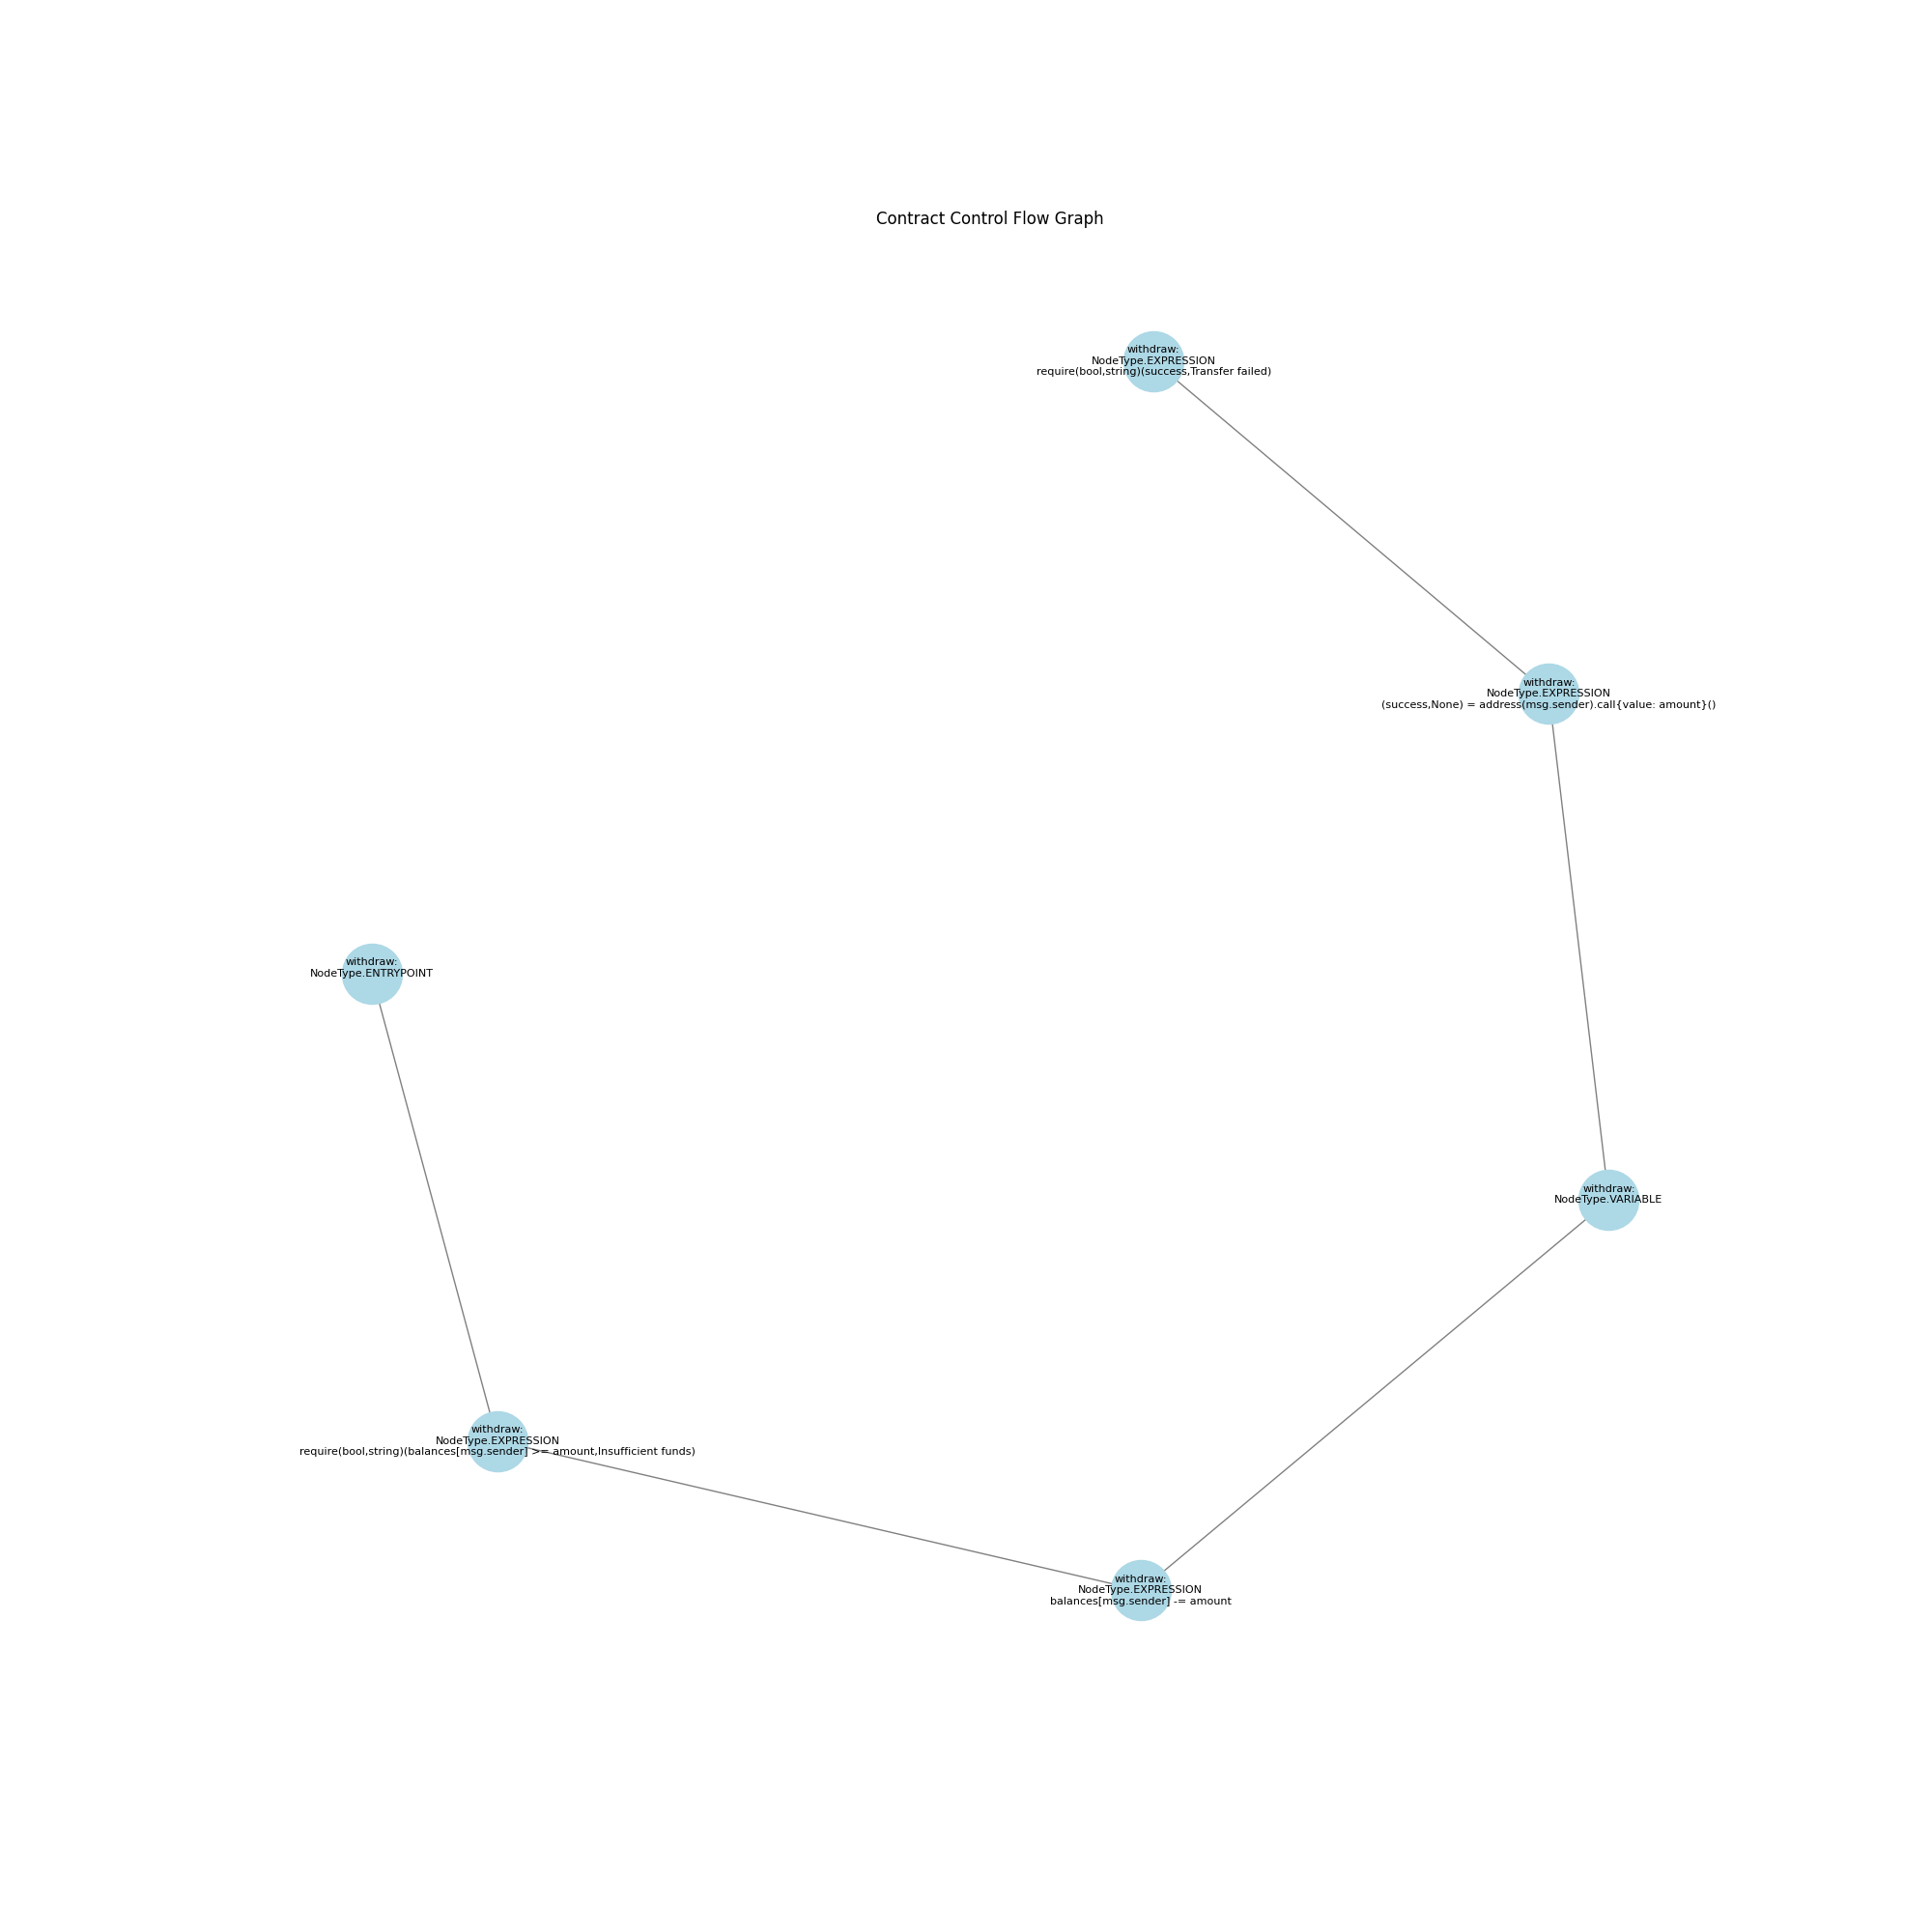 Contract Control Flow Graph
withdraw:
NodeType.EXPRESSION
require(bool,string)(success,Transfer failed)
withdraw:
NodeType.EXPRESSION
(success,None) = address(msg.sender).call{value: amount}()
withdraw:
NodeType.ENTRYPOINT
withdraw:
NodeType.VARIABLE
withdraw:
NodeType.EXPRESSION
require(bool,string)(balances[msg.sender] >= amount,Insufficient funds)
withdraw:
NodeType.EXPRESSION
balances[msg.sender] -= amount